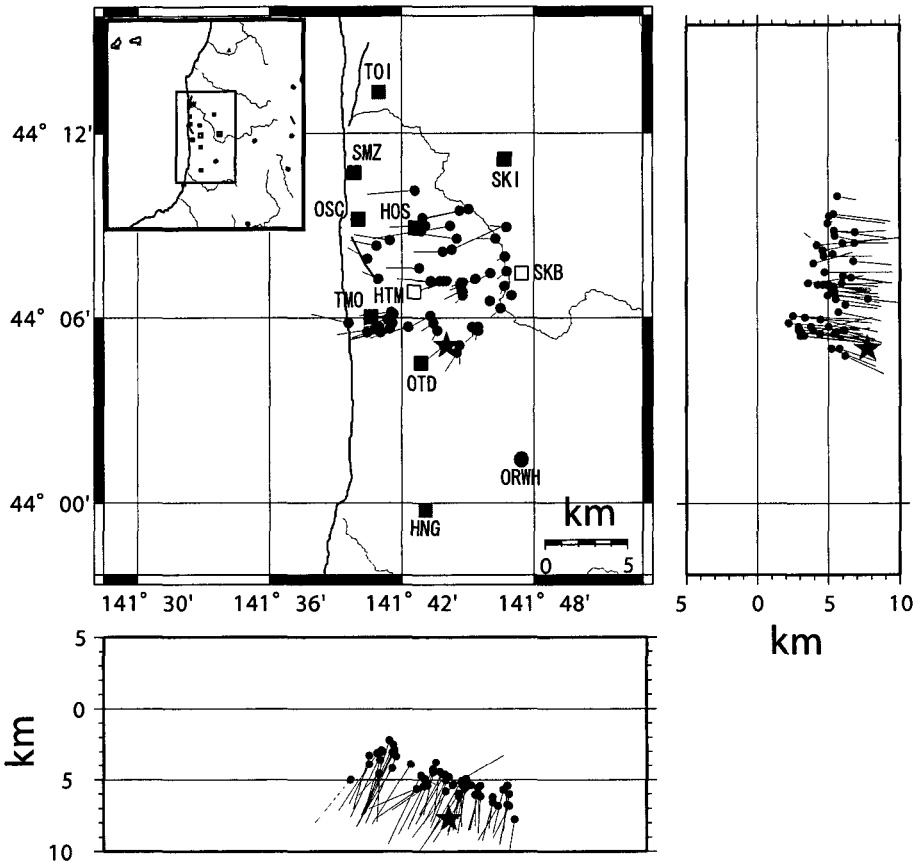 TOI
44° 12'
SMZ
SKI
OSC
HOS
SKB
HTM
TMO
44° 06'
OTD
ORWH
44° 00'
HNG
km
0 5
141° 30' 141° 36' 141° 42' 141° 48'
5 0 5 10
km
5
0
5
10
km